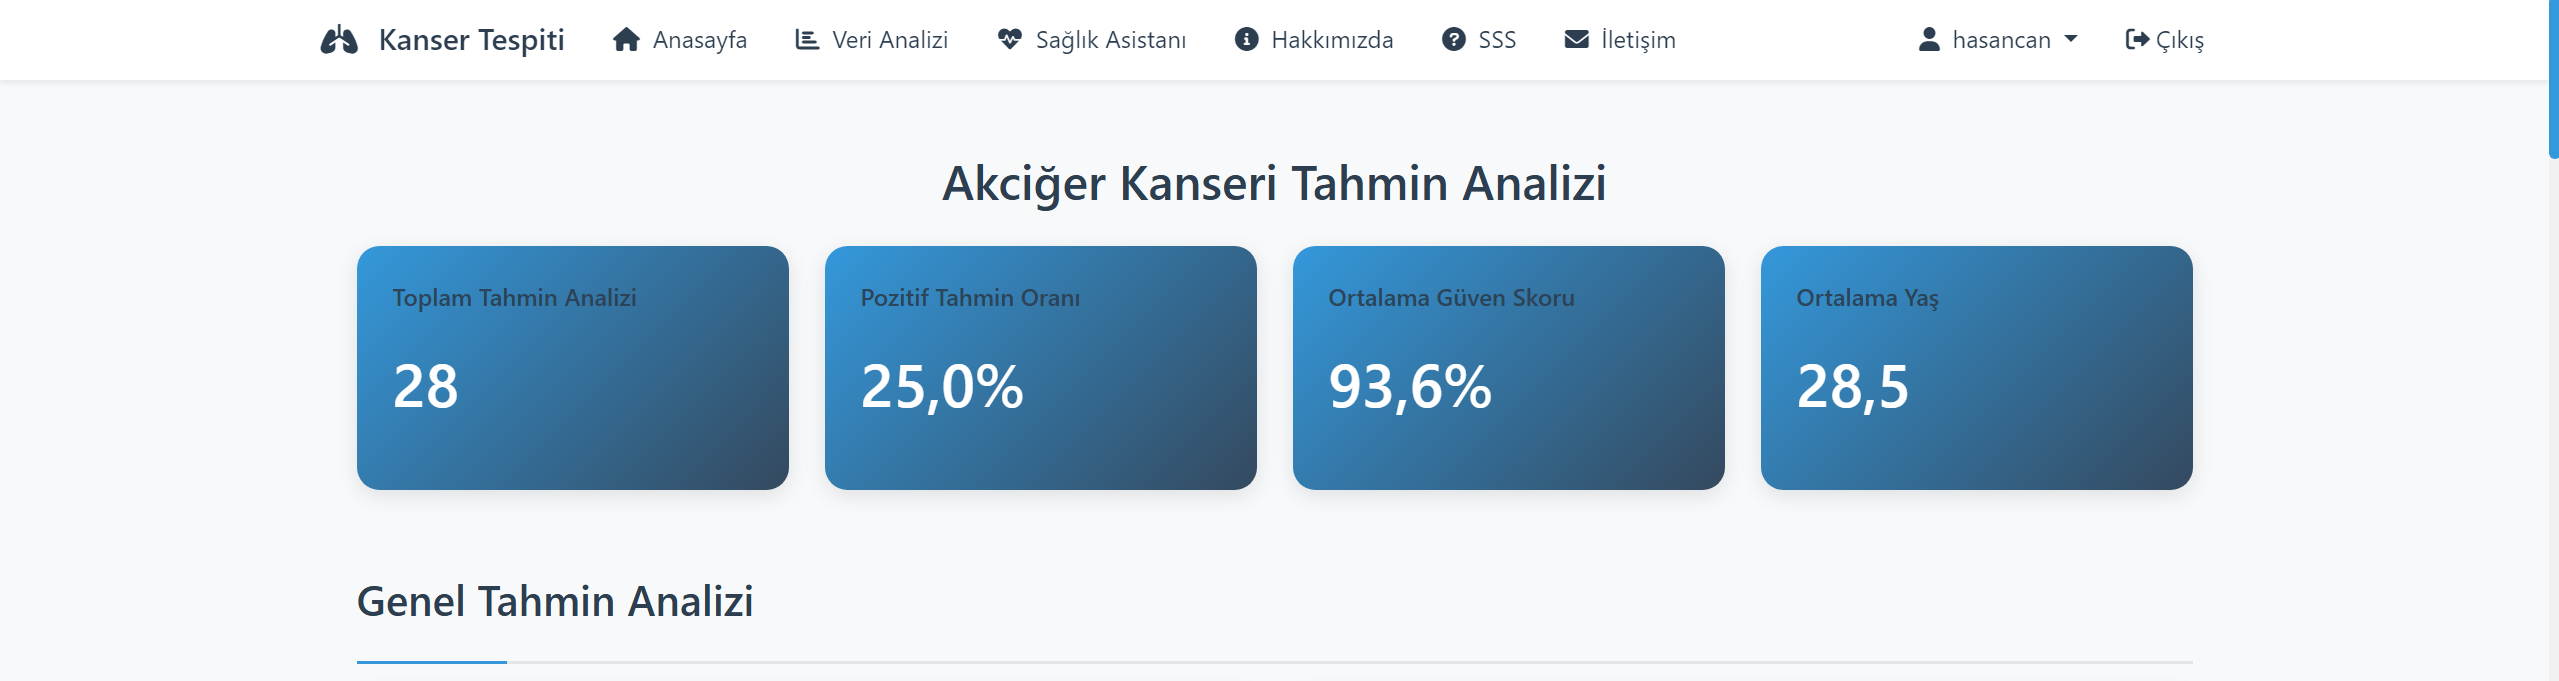 Kanser Tespiti Anasayfa Veri Analizi Sağlık Asistanı Hakkımızda SSS İletişim hasancan Çıkış
Akciğer Kanseri Tahmin Analizi
Toplam Tahmin Analizi
28
Pozitif Tahmin Oranı
25,0%
Ortalama Güven Skoru
93,6%
Ortalama Yaş
28,5
Genel Tahmin Analizi